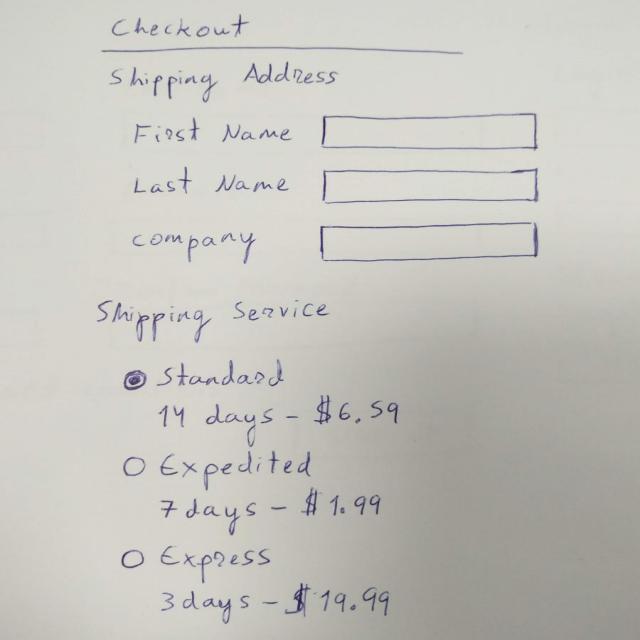 Checkout
Shipping Address
First Name
Last Name
Company
Shipping Service
Standard
14 days - $6.59
Expedited
7 days - $1.99
Express
3 days - $19.99